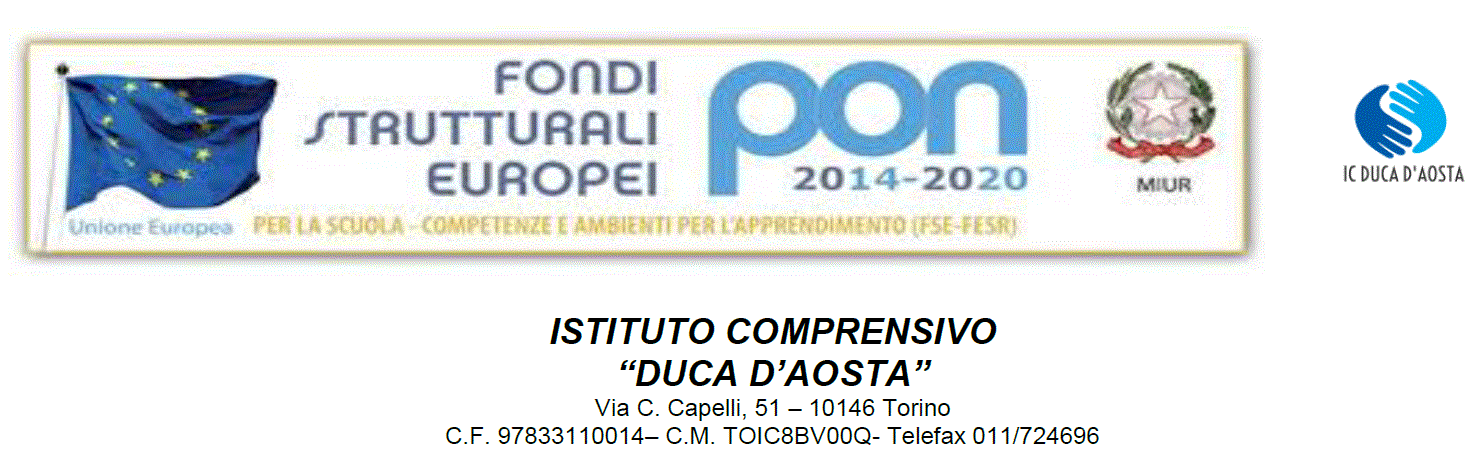 FONDI
STRUTTURALI
EUROPEI
pon
2014-2020
MIUR
Unione Europea
PER LA SCUOLA - COMPETENZE E AMBIENTI PER L'APPRENDIMENTO (FSE-FESR)
IC DUCA D'AOSTA
ISTITUTO COMPRENSIVO
“DUCA D’AOSTA”
Via C. Capelli, 51 – 10146 Torino
C.F. 97833110014– C.M. TOIC8BV00Q- Telefax 011/724696